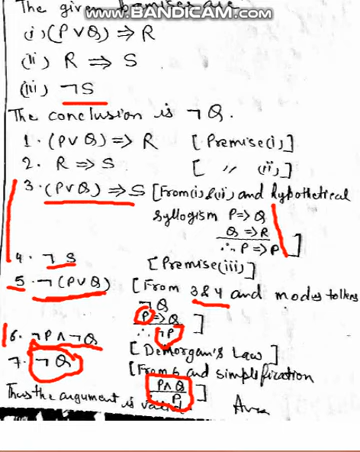 The given premises are
WWW.BANDICAM.COM
(i) (P∨Q) ⇒ R
(ii) R ⇒ S
(iii) ¬S
The conclusion is ¬Q.
1. (P∨Q) ⇒ R [Premise(i)]
2. R ⇒ S [ " (ii)]
3. (P∨Q) ⇒ S [From(i)&(ii) and hypothetical
syllogism P ⇒ Q
Q ⇒ R
∴ P ⇒ P ]
4. ¬S [Premise(iii)]
5. ¬(P∨Q) [From 3&4 and modus tollens
¬Q
P ⇒ Q
∴ ¬P ]
6. ¬P∧¬Q [Demorgan's Law]
7. ¬Q [From 6 and simplification
P∧Q
P ]
Thus the argument is valid.